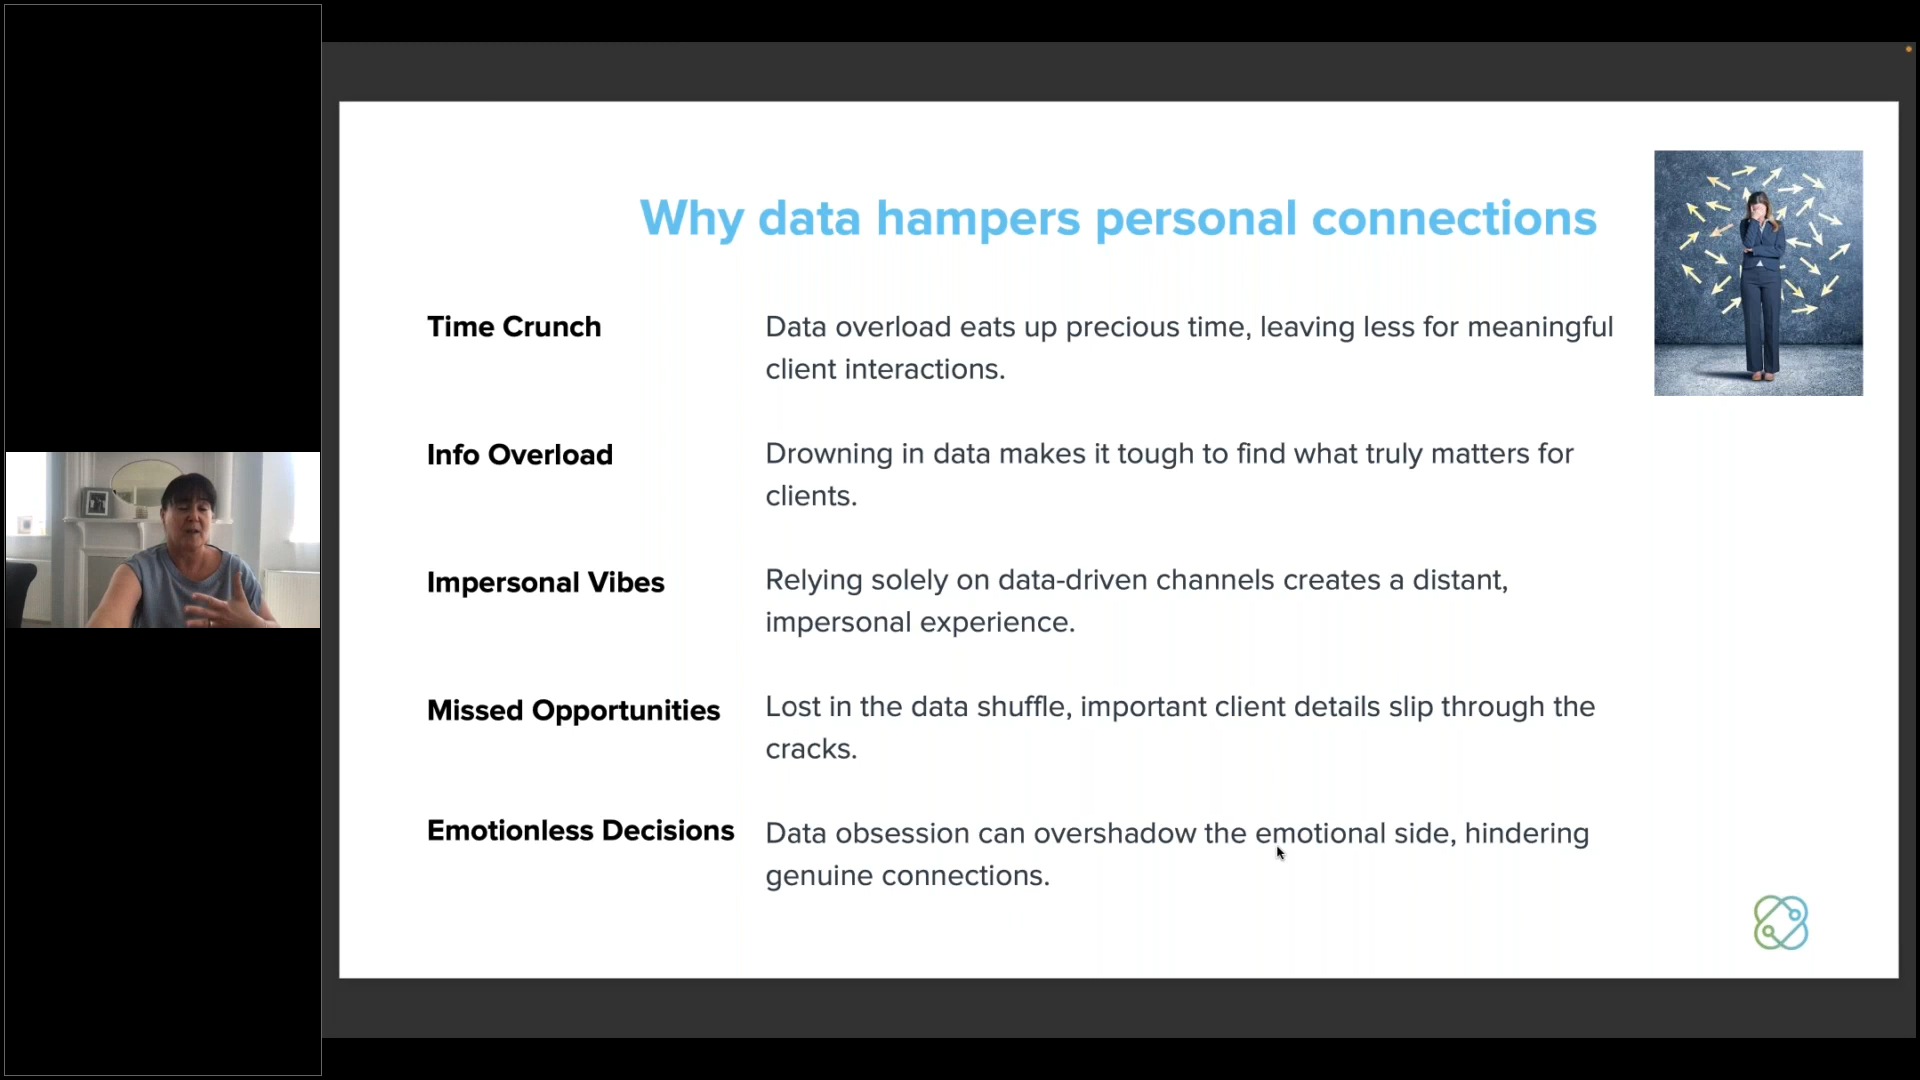 Why data hampers personal connections
Time Crunch
Data overload eats up precious time, leaving less for meaningful
client interactions.
Info Overload
Drowning in data makes it tough to find what truly matters for
clients.
Impersonal Vibes
Relying solely on data-driven channels creates a distant,
impersonal experience.
Missed Opportunities
Lost in the data shuffle, important client details slip through the
cracks.
Emotionless Decisions
Data obsession can overshadow the emotional side, hindering
genuine connections.